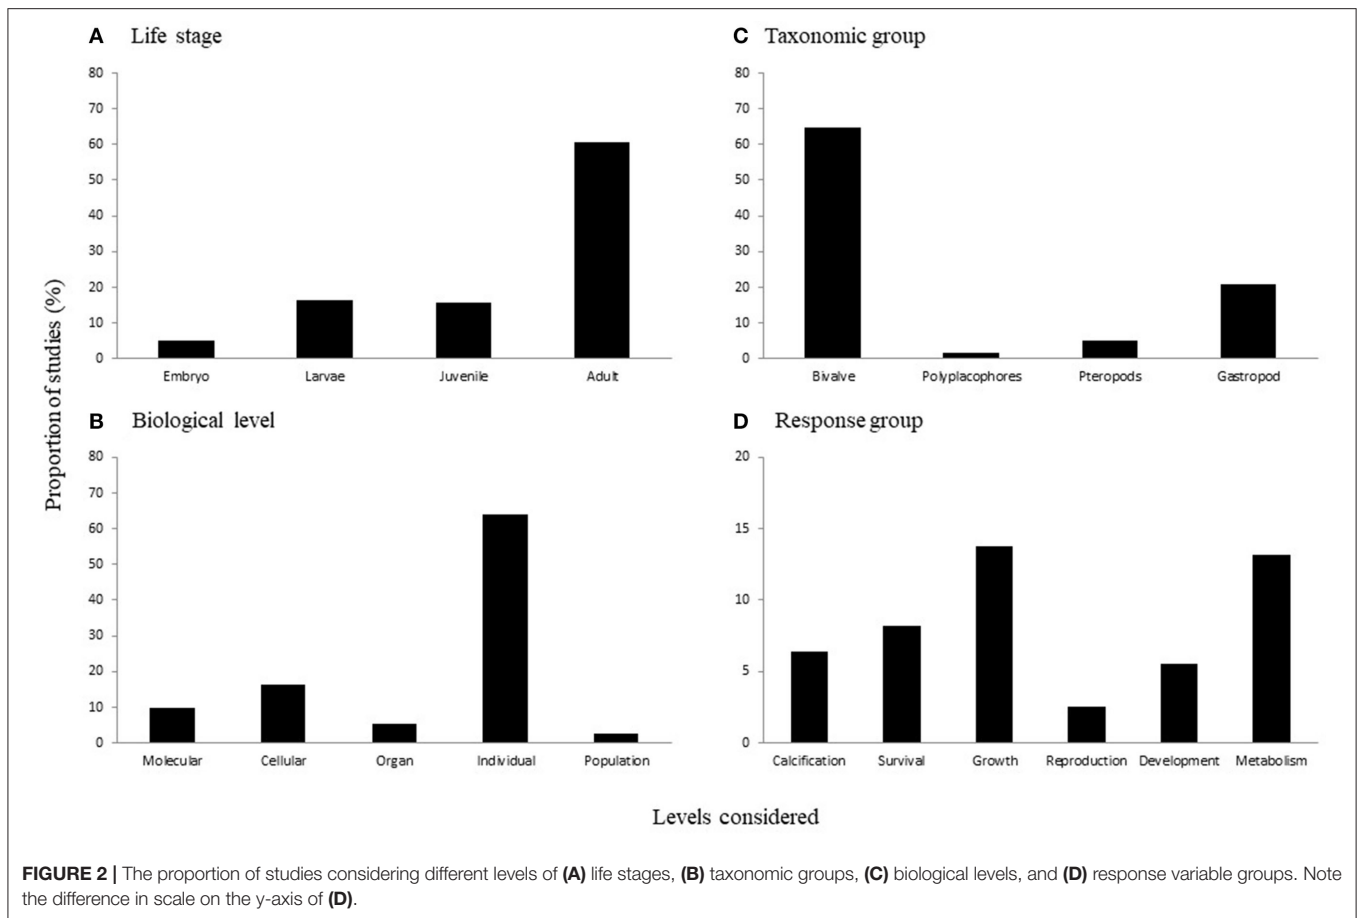 A Life stage
80
70
60
50
40
30
20
10
0
Embryo Larvae Juvenile Adult
C Taxonomic group
80
70
60
50
40
30
20
10
0
Bivalve Polyplacophores Pteropods Gastropod
Proportion of studies (%)
B Biological level
80
70
60
50
40
30
20
10
0
Molecular Cellular Organ Individual Population
D Response group
20
15
10
5
0
Calcification Survival Growth Reproduction Development Metabolism
Levels considered
FIGURE 2 | The proportion of studies considering different levels of (A) life stages, (B) taxonomic groups, (C) biological levels, and (D) response variable groups. Note
the difference in scale on the y-axis of (D).